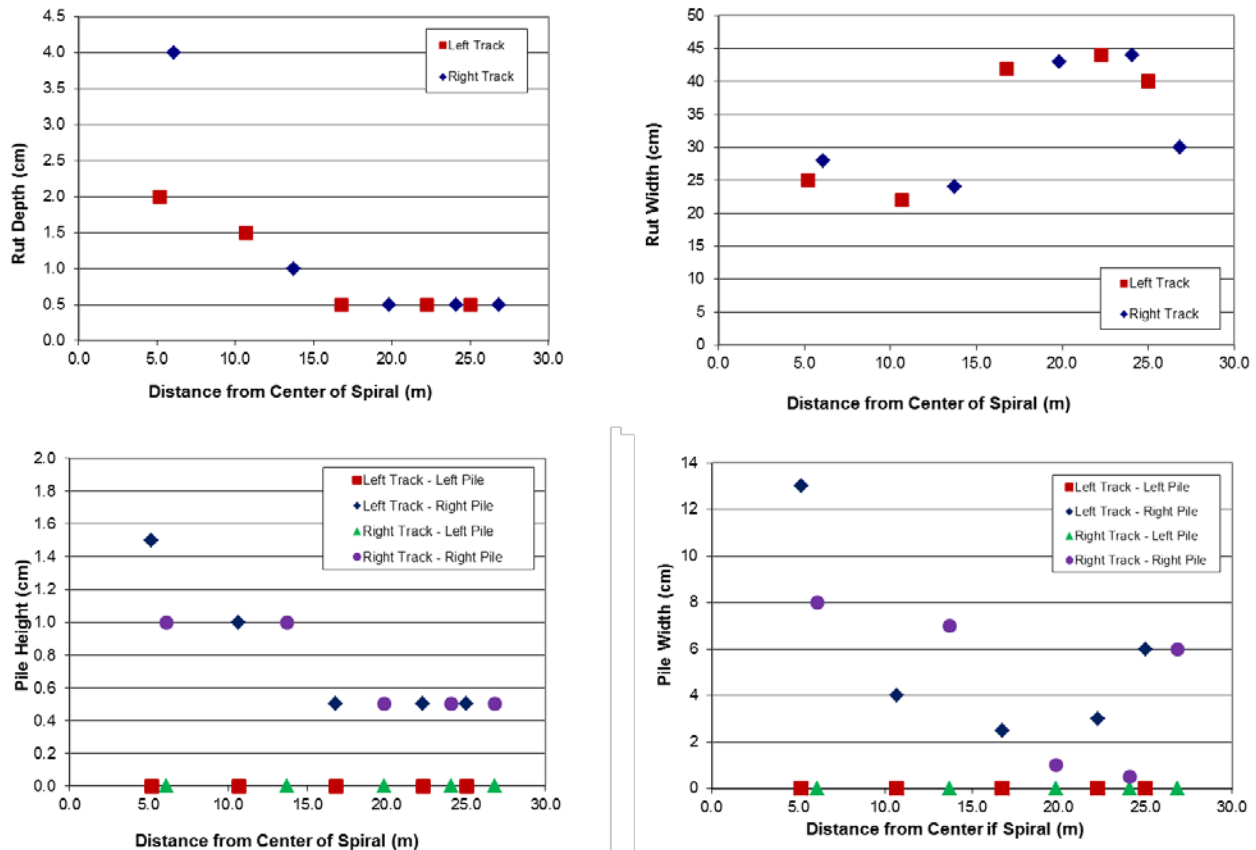 4.5
4.0
3.5
3.0
2.5
2.0
1.5
1.0
0.5
0.0
Rut Depth (cm)
Left Track
Right Track
0.0 5.0 10.0 15.0 20.0 25.0 30.0
Distance from Center of Spiral (m)
50
45
40
35
30
25
20
15
10
5
0
Rut Width (cm)
Left Track
Right Track
0.0 5.0 10.0 15.0 20.0 25.0 30.0
Distance from Center of Spiral (m)
2.0
1.8
1.6
1.4
1.2
1.0
0.8
0.6
0.4
0.2
0.0
Pile Height (cm)
Left Track - Left Pile
Left Track - Right Pile
Right Track - Left Pile
Right Track - Right Pile
0.0 5.0 10.0 15.0 20.0 25.0 30.0
Distance from Center of Spiral (m)
14
12
10
8
6
4
2
0
Pile Width (cm)
Left Track - Left Pile
Left Track - Right Pile
Right Track - Left Pile
Right Track - Right Pile
0.0 5.0 10.0 15.0 20.0 25.0 30.0
Distance from Center if Spiral (m)